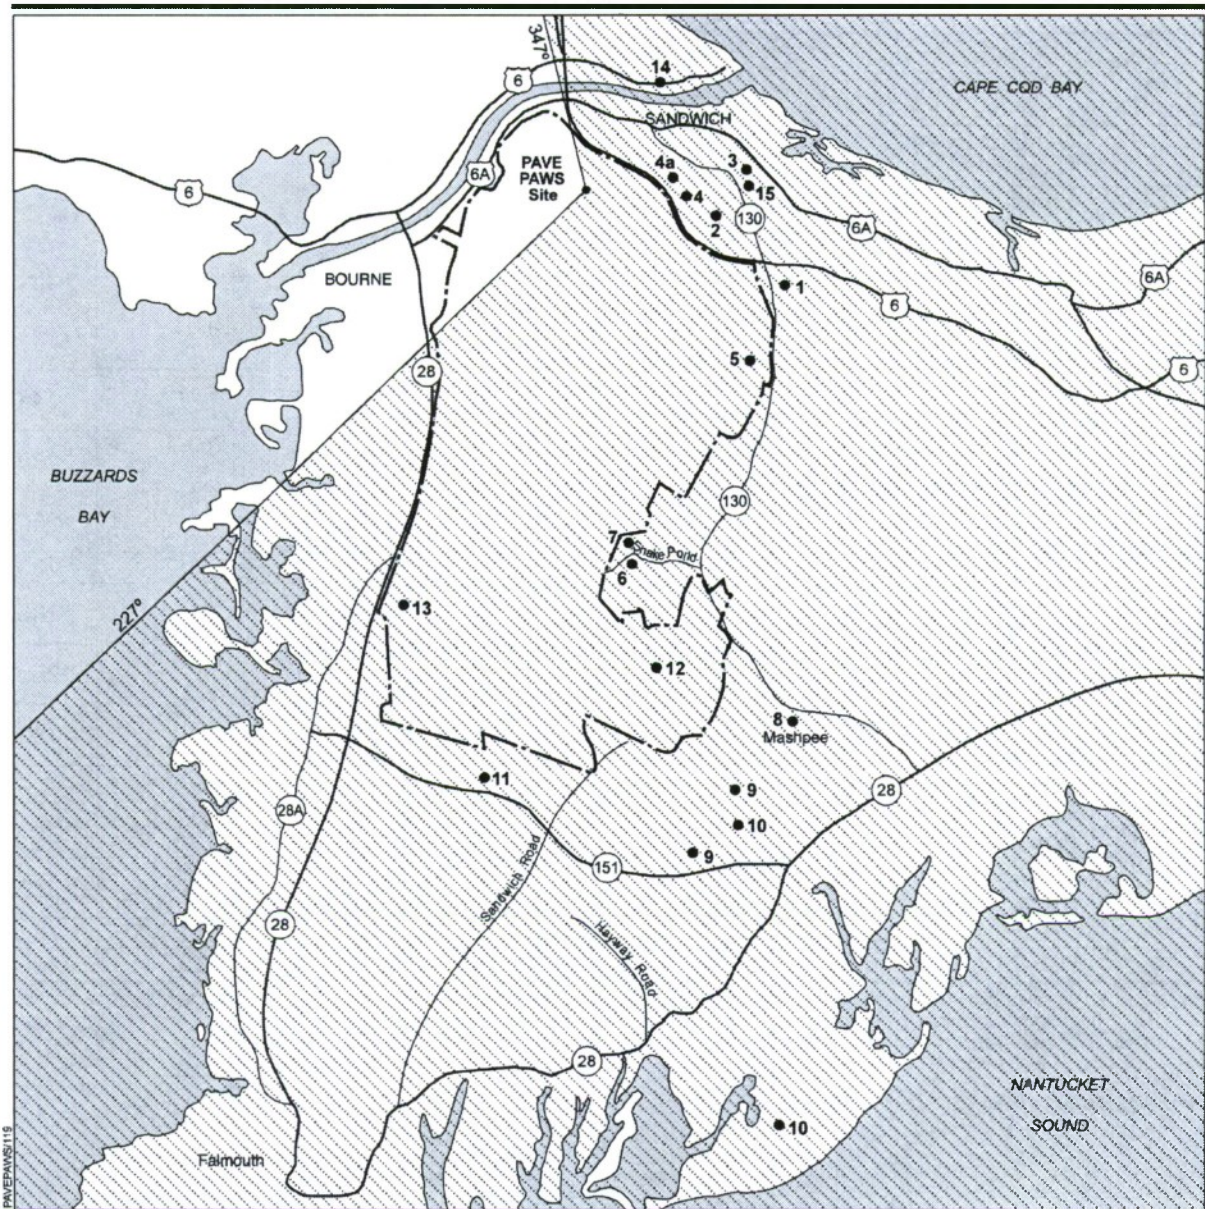 347°
14
6
CAPE COD BAY
SANDWICH
PAVE
PAWS
Site
6A
4a
3
4
15
6
2
130
6A
BOURNE
1
6
6A
28
5
6
BUZZARDS
BAY
130
7
Snake Pond
6
227°
13
12
8
Mashpee
11
9
28
28A
10
9
151
Sandwich Road
28
Hayway Road
28
NANTUCKET
SOUND
10
Falmouth
PAVEPAWS/119